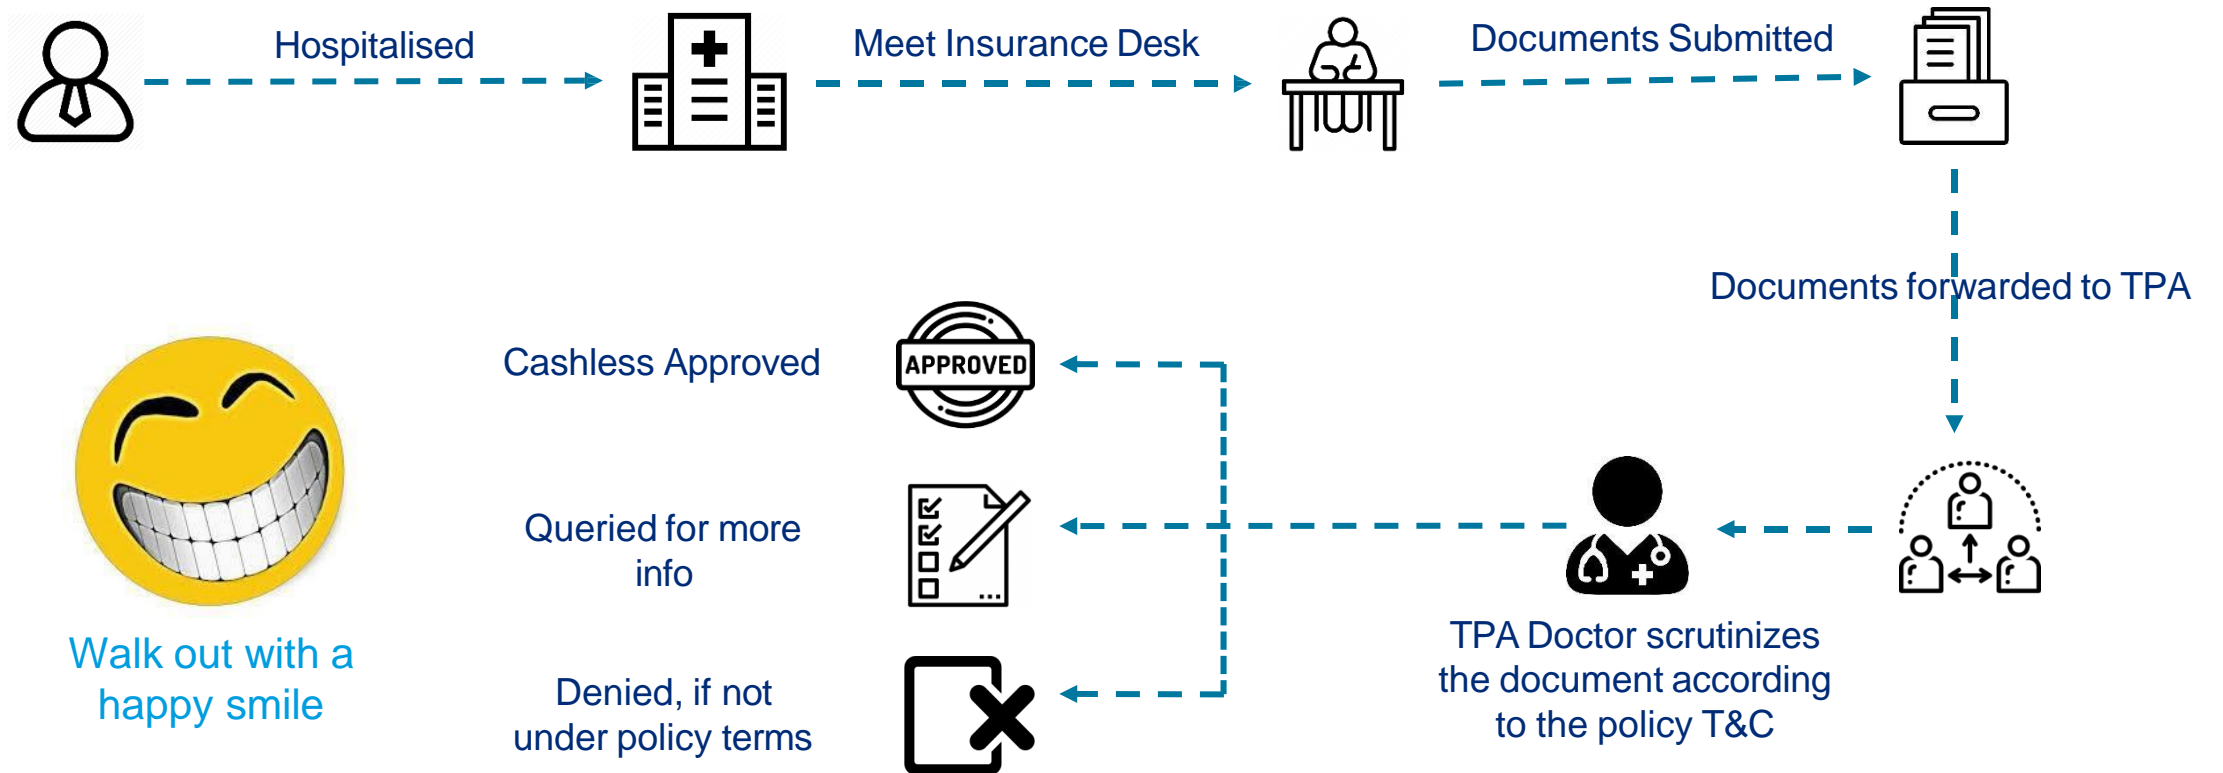 Hospitalised
Meet Insurance Desk
Documents Submitted
Documents forwarded to TPA
Cashless Approved
APPROVED
Queried for more
info
Denied, if not
under policy terms
TPA Doctor scrutinizes
the document according
to the policy T&C
Walk out with a
happy smile